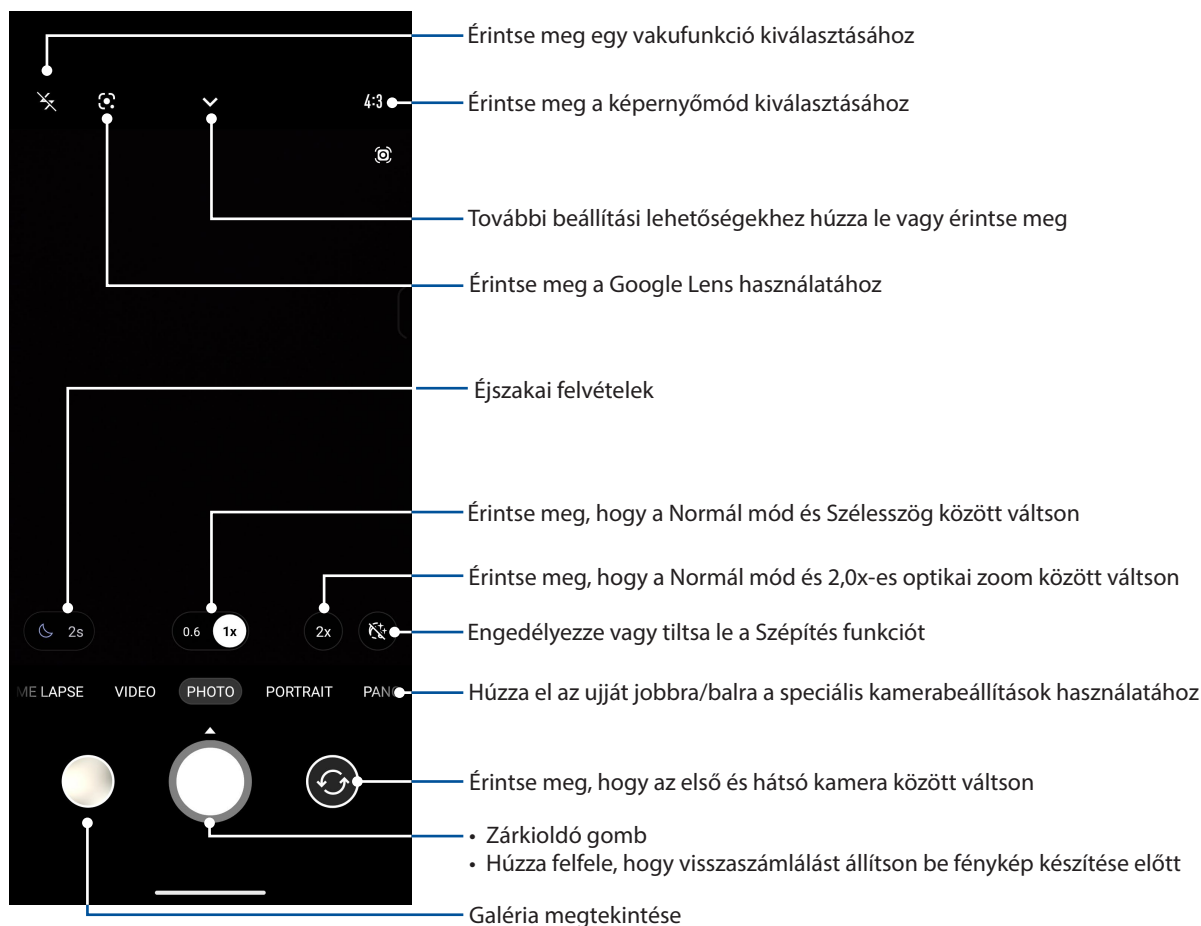 Érintse meg egy vakufunkció kiválasztásához
4:3
Érintse meg a képernyőmód kiválasztásához
További beállítási lehetőségekhez húzza le vagy érintse meg
Érintse meg a Google Lens használatához
Éjszakai felvételek
Érintse meg, hogy a Normál mód és Szélesszög között váltson
Érintse meg, hogy a Normál mód és 2,0x-es optikai zoom között váltson
2s 0.6 1x 2x
Engedélyezze vagy tiltsa le a Szépítés funkciót
ME LAPSE VIDEO PHOTO PORTRAIT PANO
Húzza el az ujját jobbra/balra a speciális kamerabeállítások használatához
Érintse meg, hogy az első és hátsó kamera között váltson
• Zárkioldó gomb
• Húzza felfele, hogy visszaszámlálást állítson be fénykép készítése előtt
Galéria megtekintése